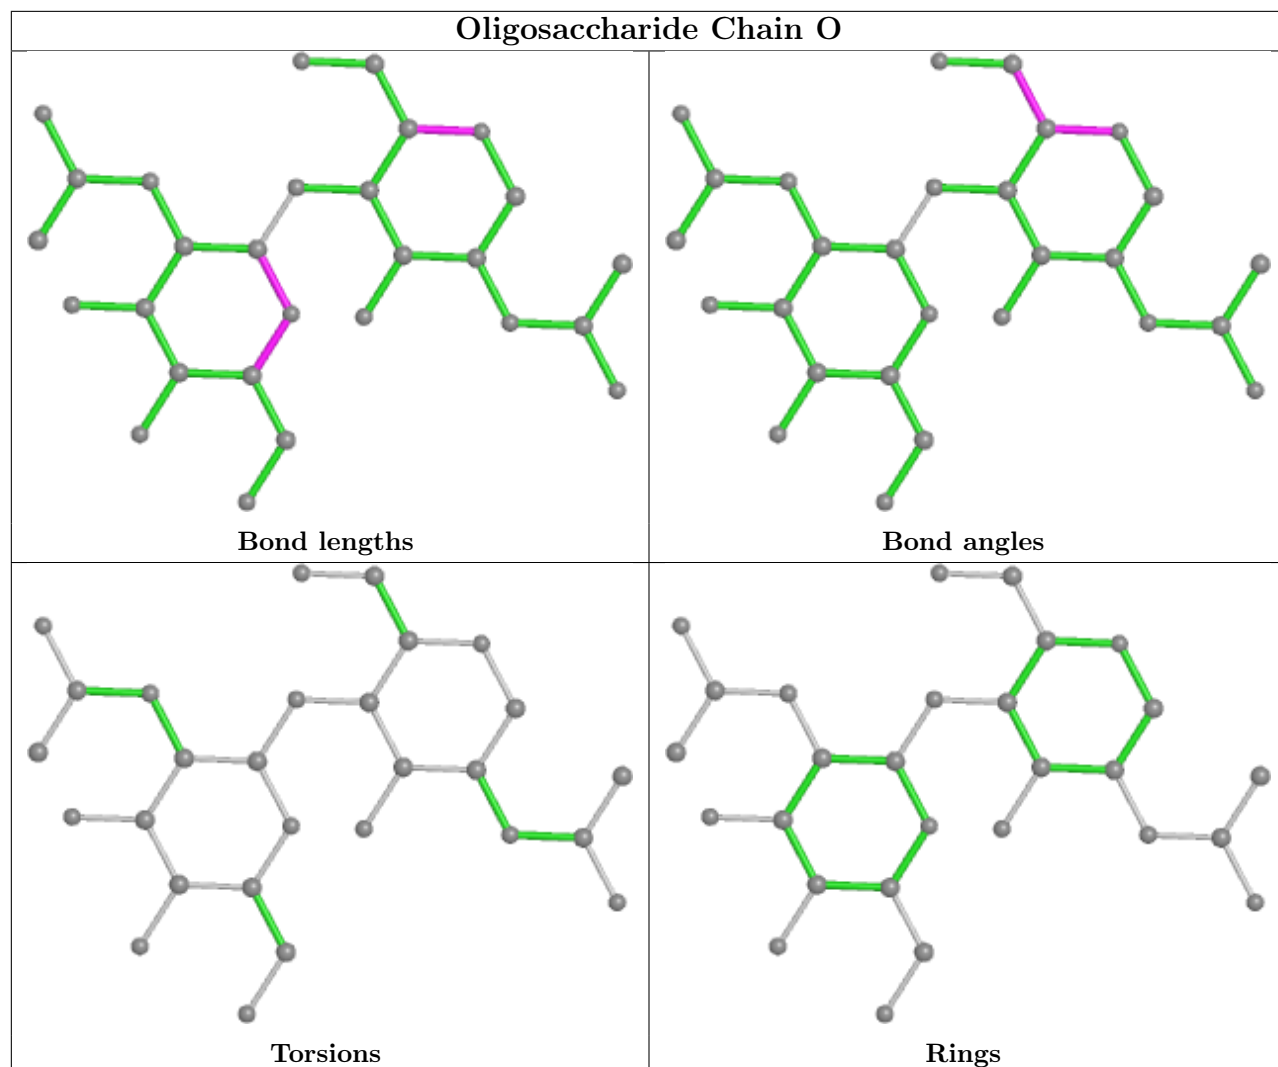 Oligosaccharide Chain O
Bond lengths
Bond angles
Torsions
Rings